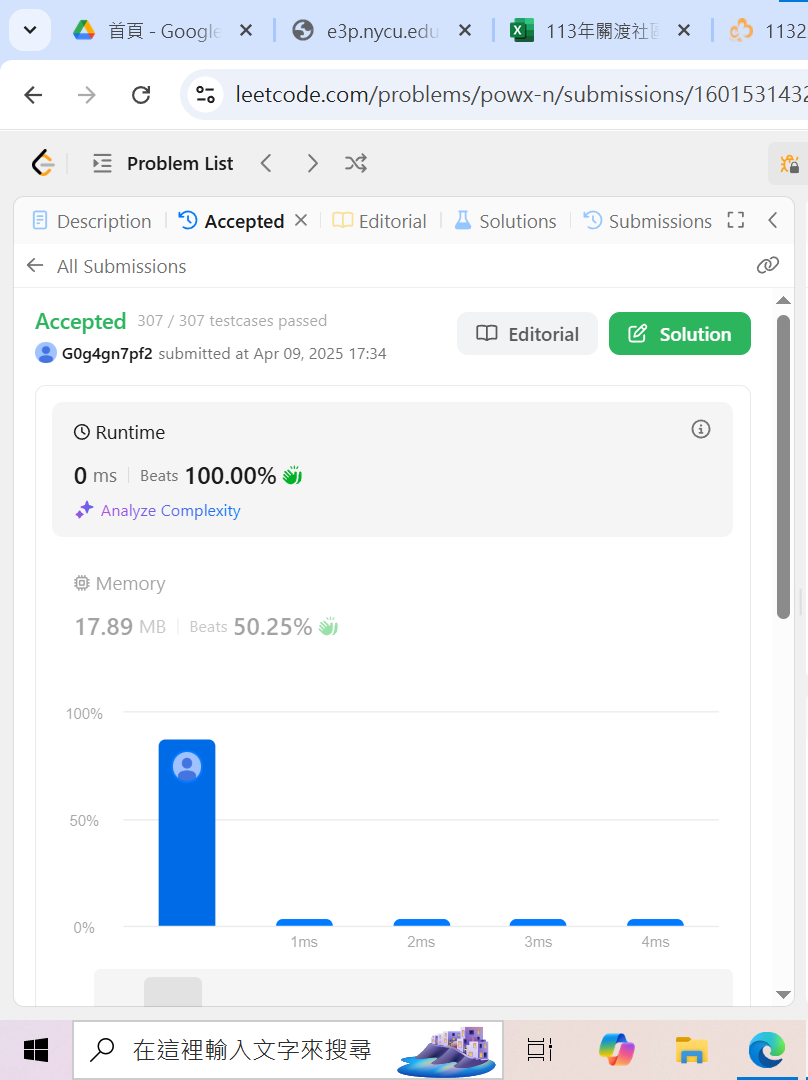 首頁 - Google
e3p.nycu.edu
113年關渡社區
1132
leetcode.com/problems/powx-n/submissions/1601531432
Problem List
Description
Accepted
Editorial
Solutions
Submissions
All Submissions
Accepted 307 / 307 testcases passed
G0g4gn7pf2 submitted at Apr 09, 2025 17:34
Editorial
Solution
Runtime
0 ms Beats 100.00%
Analyze Complexity
Memory
17.89 MB Beats 50.25%
100%
50%
0%
1ms 2ms 3ms 4ms
在這裡輸入文字來搜尋